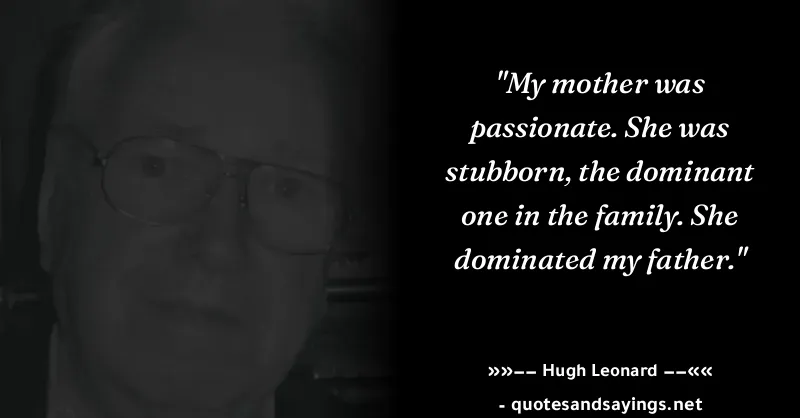 "My mother was
passionate. She was
stubborn, the dominant
one in the family. She
dominated my father."
»»–– Hugh Leonard ––««
- quotesandsayings.net